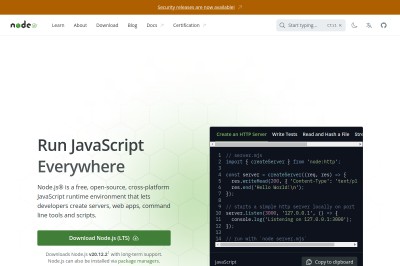 Security releases are now available
node
Learn
About
Download
Blog
Docs
Certification
Start typing...
Run JavaScript
Everywhere
Node.js® is a free, open-source, cross-platform
JavaScript runtime environment that lets
developers create servers, web apps, command
line tools and scripts.
Download Node.js (LTS)
Downloads Node.js v20.12.2 with long-term support.
Node.js can also be installed via package managers.
Create an HTTP Server
Write Tests
Read and Hash a File
1 // server.mjs
2 import { createServer } from 'node:http';
3
4 const server = createServer((req, res) => {
5 res.writeHead(200, { 'Content-Type': 'text/pl
6 res.end('Hello World!\n');
7 });
8
9 // starts a simple http server locally on port
10 server.listen(3000, '127.0.0.1', () => {
11 console.log('Listening on 127.0.0.1:3000');
12 });
13
14 // run with `node server.mjs`
JavaScript
Copy to clipboard